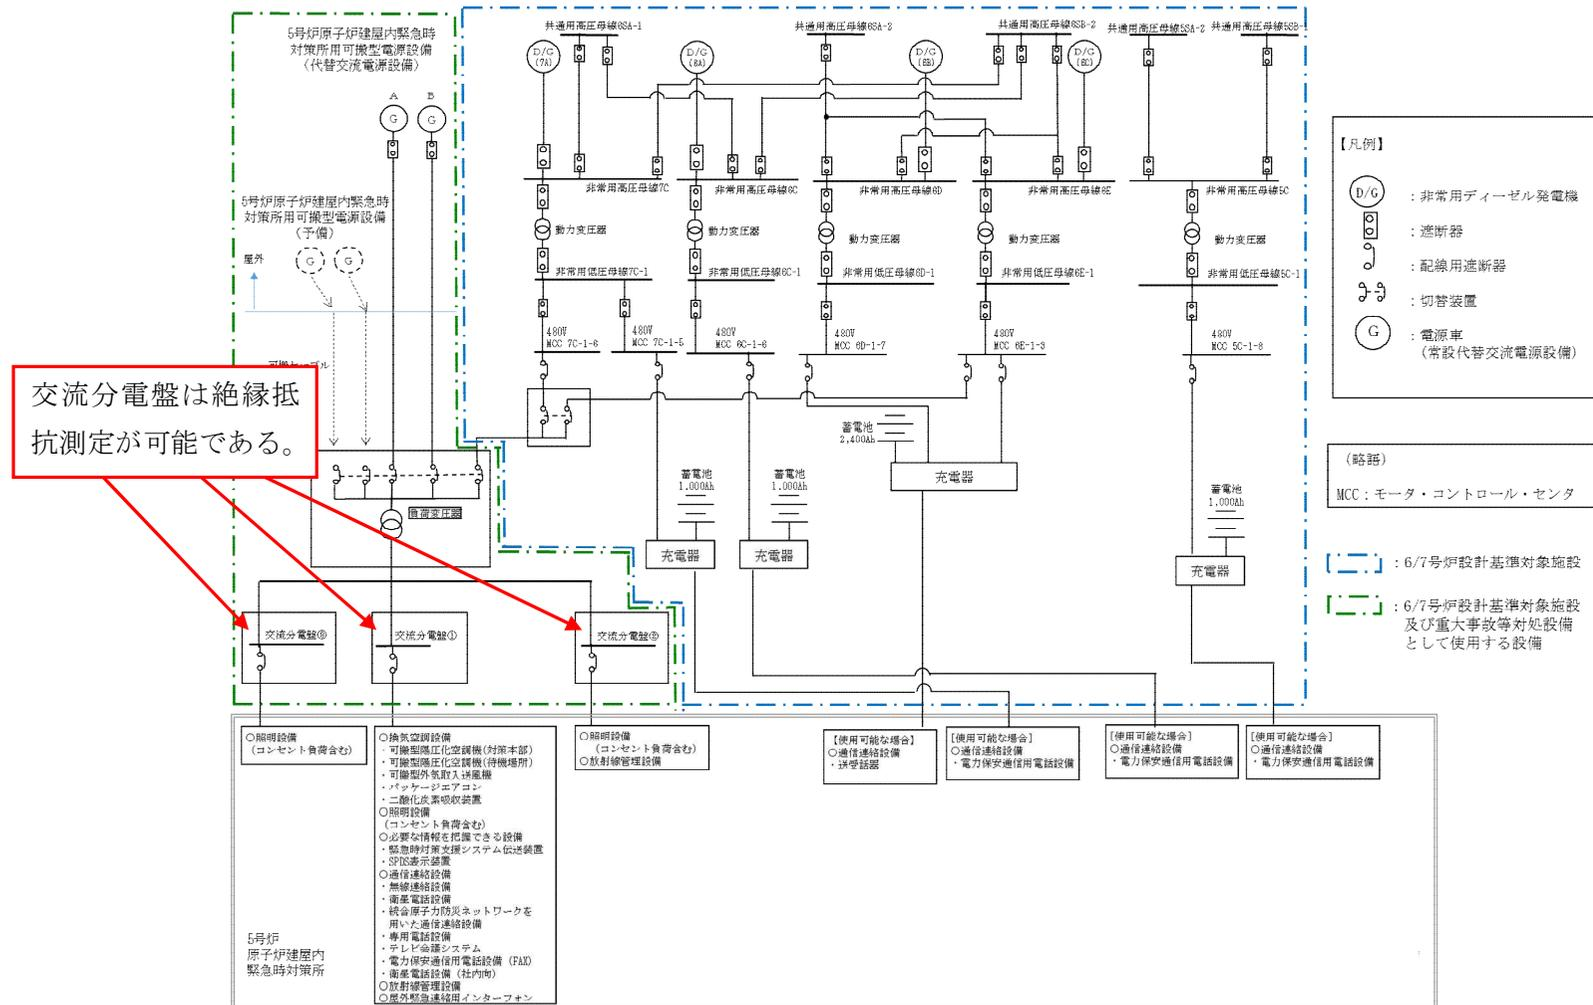 5号炉原子炉建屋内緊急時
対策所用可搬型電源設備
(代替交流電源設備)
A
B
G
G
5号炉原子炉建屋内緊急時
対策所用可搬型電源設備
(予備)
屋外
G
G
交流分電盤は絶縁抵
抗測定が可能である。
負荷変圧器
交流分電盤①
共通用高圧母線6SA-1
共通用高圧母線6SA-2
共通用高圧母線6SB-2
共通用高圧母線5SA-2
D/G
(7A)
D/G
D/G
D/G
非常用高圧母線7C
非常用高圧母線6C
非常用高圧母線6D
非常用高圧母線6E
非常用高圧母線5C
動力変圧器
動力変圧器
動力変圧器
動力変圧器
動力変圧器
非常用低圧母線7C-1
非常用低圧母線6C-1
非常用低圧母線6D-1
非常用低圧母線6E-1
非常用低圧母線5C-1
480V
MCC 7C-1-6
480V
MCC 7C-1-5
480V
MCC 6C-1-6
480V
MCC 6D-1-7
480V
MCC 6E-1-3
480V
MCC 5C-1-8
蓄電池
2,400Ah
充電器
蓄電池
1,000Ah
充電器
蓄電池
1,000Ah
充電器
蓄電池
1,000Ah
充電器
【凡例】
D/G :非常用ディーゼル発電機
:遮断器
:配線用遮断器
:切替装置
G :電源車
(常設代替交流電源設備)
(略語)
MCC:モータ・コントロール・センタ
:6/7号炉設計基準対象施設
:6/7号炉設計基準対象施設
及び重大事故等対処設備
として使用する設備
○照明設備
(コンセント負荷含む)
○換気空調設備
・可搬型陽圧化空調機(対策本部)
・可搬型陽圧化空調機(待機場所)
・可搬型外気取入送風機
・パッケージエアコン
・二酸化炭素吸収装置
○照明設備
(コンセント負荷含む)
○必要な情報を把握できる設備
・緊急時対策支援システム伝送装置
・SPDS表示装置
○通信連絡設備
・無線連絡設備
・衛星電話設備
・統合原子力防災ネットワークを
用いた通信連絡設備
・専用電話設備
・テレビ会議システム
・電力保安通信用電話設備 (FAX)
・衛星電話設備 (社内向)
○放射線管理設備
○屋外緊急連絡用インターフォン
○照明設備
(コンセント負荷含む)
○放射線管理設備
【使用可能な場合】
○通信連絡設備
・送受話器
[使用可能な場合]
○通信連絡設備
・電力保安通信用電話設備
[使用可能な場合]
○通信連絡設備
・電力保安通信用電話設備
[使用可能な場合]
○通信連絡設備
・電力保安通信用電話設備
5号炉
原子炉建屋内
緊急時対策所